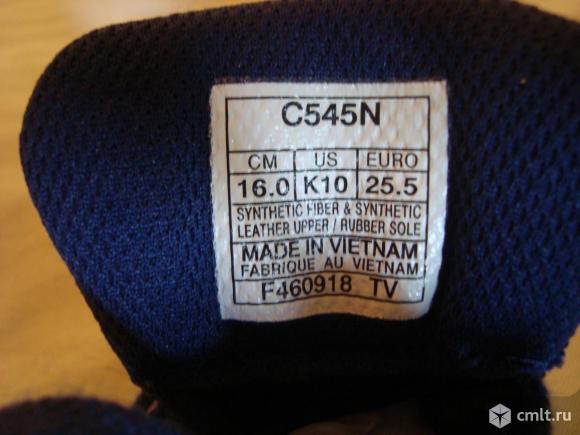 C545N
CM US EURO
16.0 K10 25.5
SYNTHETIC FIBER & SYNTHETIC
LEATHER UPPER / RUBBER SOLE
MADE IN VIETNAM
FABRIQUE AU VIETNAM
F460918 TV
cmlt.ru